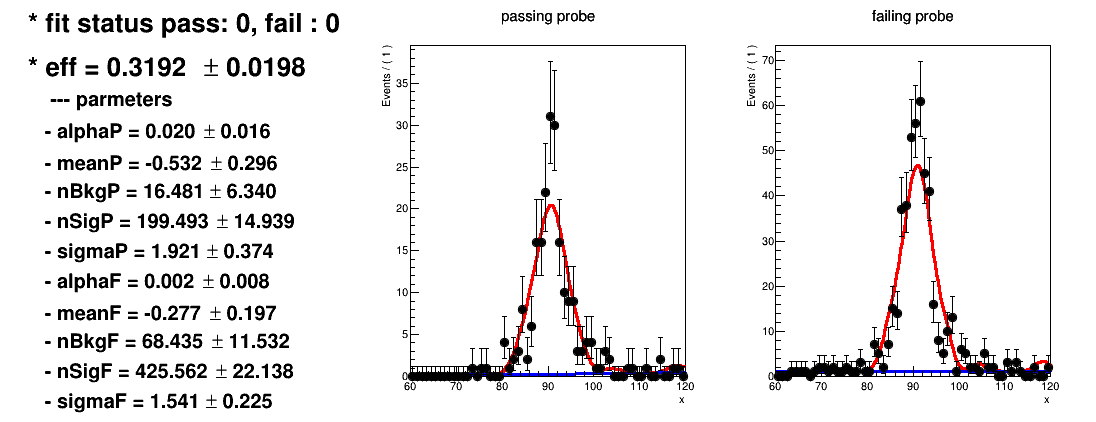 * fit status pass: 0, fail : 0
* eff = 0.3192 ± 0.0198
--- parmeters
- alphaP = 0.020 ± 0.016
- meanP = -0.532 ± 0.296
- nBkgP = 16.481 ± 6.340
- nSigP = 199.493 ± 14.939
- sigmaP = 1.921 ± 0.374
- alphaF = 0.002 ± 0.008
- meanF = -0.277 ± 0.197
- nBkgF = 68.435 ± 11.532
- nSigF = 425.562 ± 22.138
- sigmaF = 1.541 ± 0.225
passing probe
Events / ( 1 )
35
30
25
20
15
10
5
0
60 70 80 90 100 110 120
x
failing probe
Events / ( 1 )
70
60
50
40
30
20
10
0
60 70 80 90 100 110 120
x